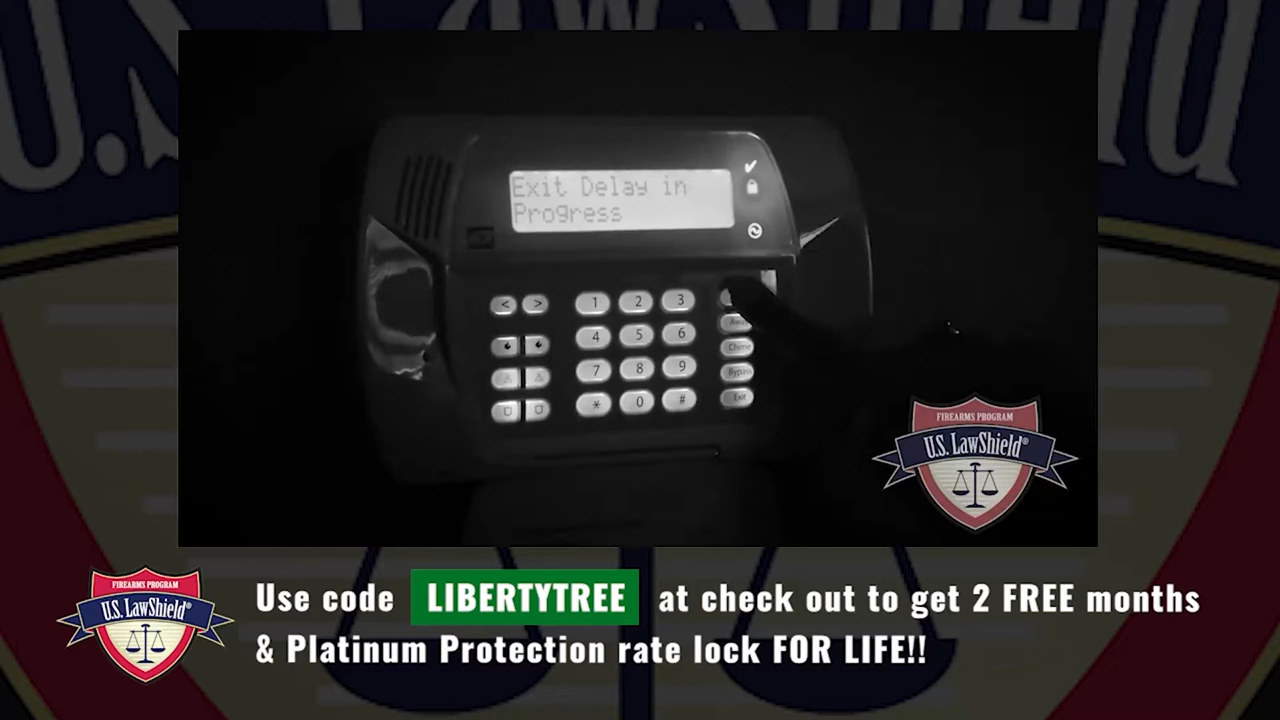 U.S. LawShield
Exit Delay in
Progress
< >
1 2 3
4 5 6
7 8 9
* 0 #
Away
Chime
Bypass
Exit
FIREARMS PROGRAM
U.S. LawShield®
FIREARMS PROGRAM
U.S. LawShield®
Use code LIBERTYTREE at check out to get 2 FREE months
& Platinum Protection rate lock FOR LIFE!!